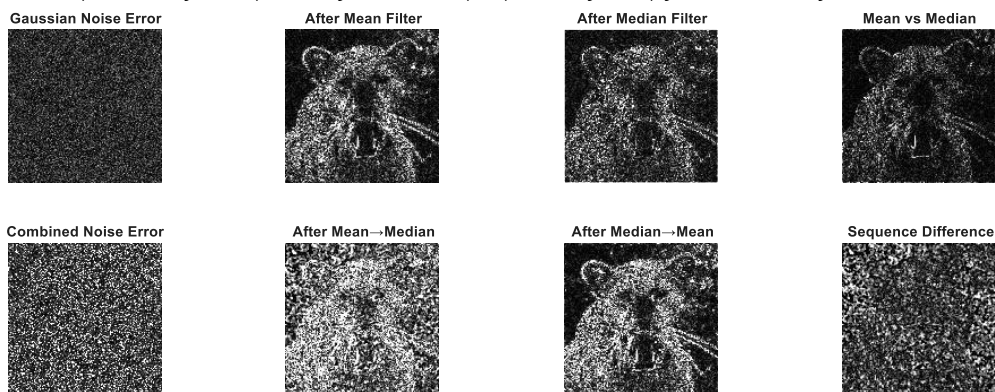 Gaussian Noise Error
After Mean Filter
After Median Filter
Mean vs Median
Combined Noise Error
After Mean→Median
After Median→Mean
Sequence Difference